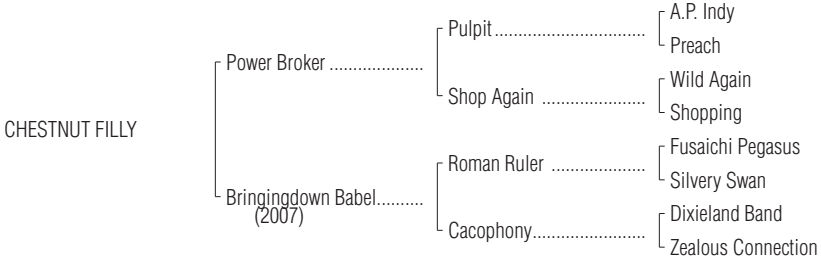 A.P. Indy
Pulpit..............................
Preach
Power Broker ....................
Wild Again
Shop Again ......................
Shopping
CHESTNUT FILLY
Fusaichi Pegasus
Roman Ruler ....................
Silvery Swan
Bringingdown Babel..........
(2007)
Dixieland Band
Cacophony........................
Zealous Connection